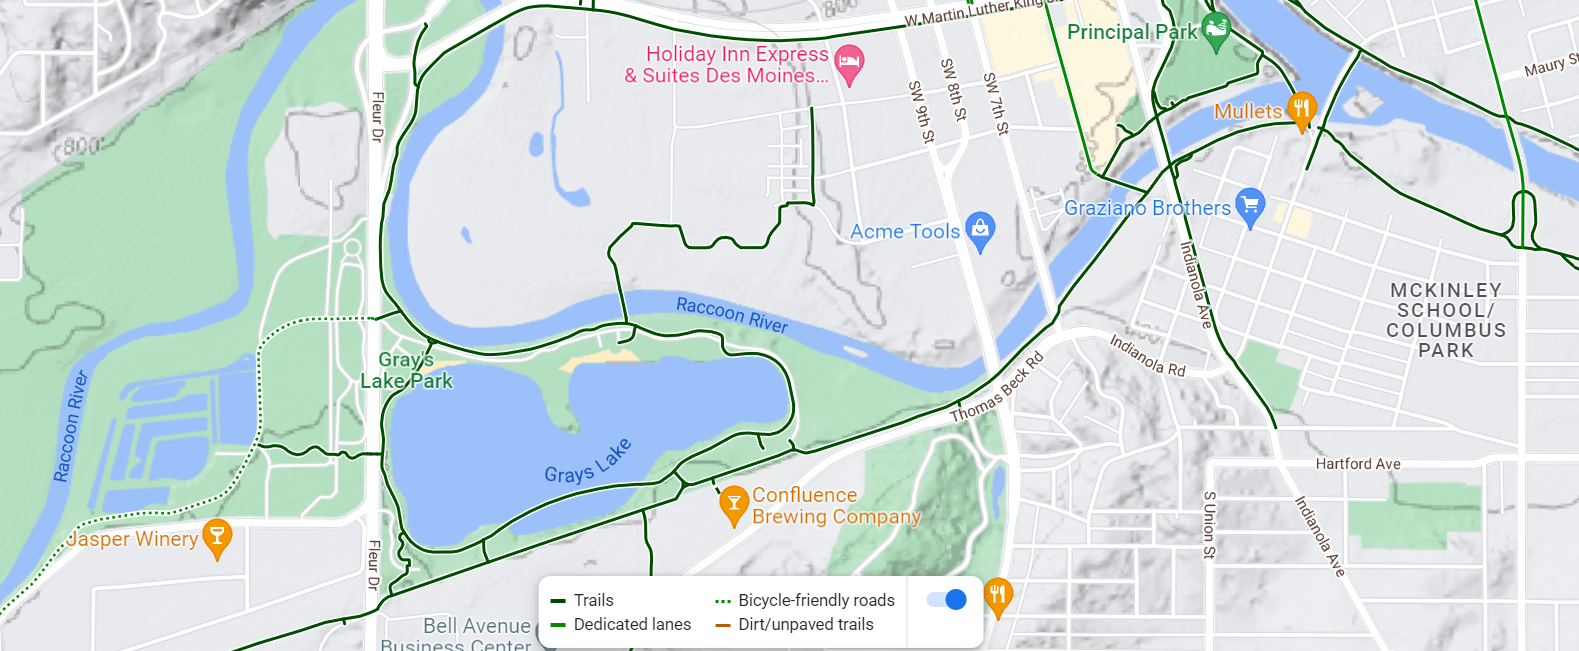 W Martin Luther King
Principal Park
Holiday Inn Express
& Suites Des Moines...
Maury St
Fleur Dr
SW 9th St
SW 8th St
SW 7th St
Mullets
800'
800'
Graziano Brothers
Acme Tools
Indianola Ave
MCKINLEY
SCHOOL/
COLUMBUS
PARK
Raccoon River
Gray's
Lake Park
Indianola Rd
Thomas Beck Rd
Raccoon River
Grays Lake
Hartford Ave
Confluence
Brewing Company
S Union St
Indianola Ave
Jasper Winery
Fleur Dr
Trails
Bicycle-friendly roads
Dedicated lanes
Dirt/unpaved trails
Bell Avenue
Business Center